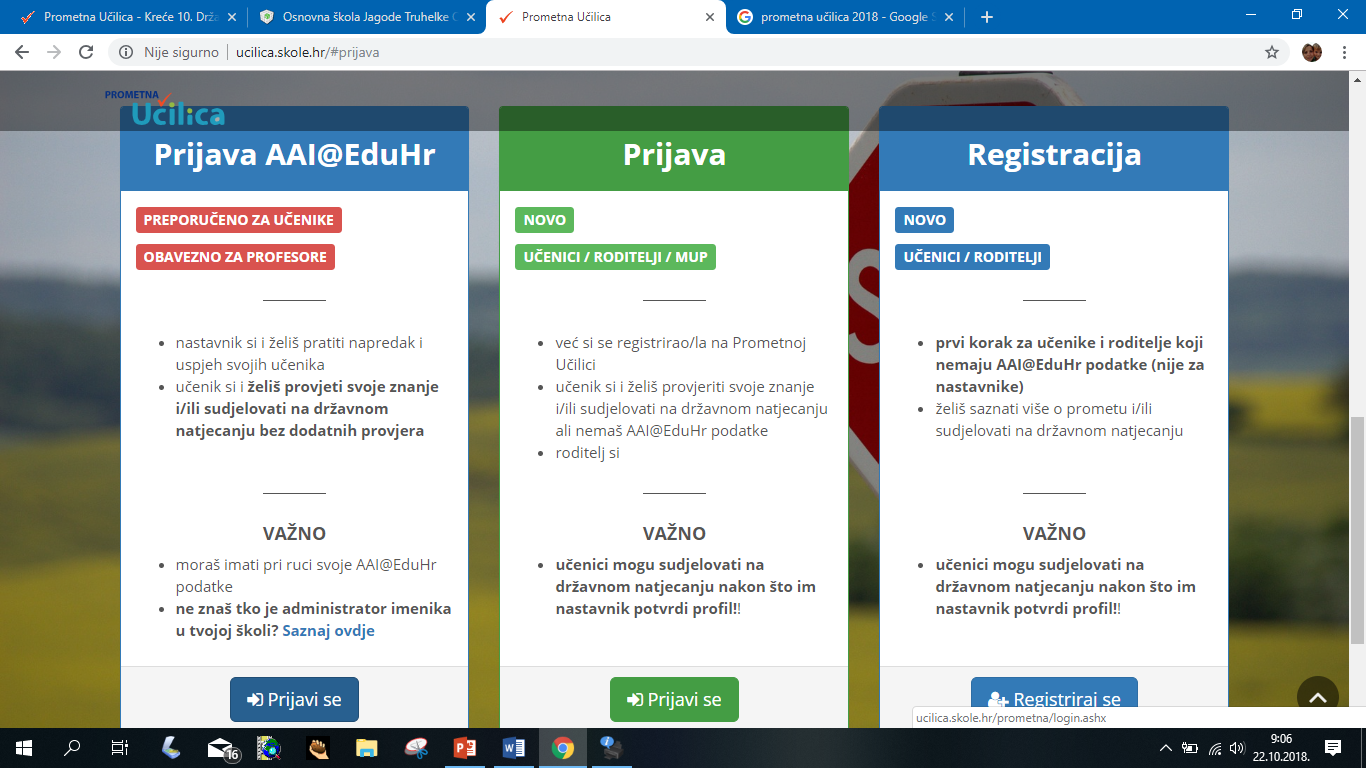 Prometna Učilica - Kreće 10. Drža
Osnovna škola Jagode Truhelke O
Prometna Učilica
prometna učilica 2018 - Google S
Nije sigurno
ucilica.skole.hr/#prijava
PROMETNA
Učilica
Prijava AAI@EduHr
PREPORUČENO ZA UČENIKE
OBAVEZNO ZA PROFESORE
nastavnik si i želiš pratiti napredak i
uspjeh svojih učenika
učenik si i želiš provjeti svoje znanje
i/ili sudjelovati na državnom
natjecanju bez dodatnih provjera
VAŽNO
moraš imati pri ruci svoje AAI@EduHr
podatke
ne znaš tko je administrator imenika
u tvojoj školi? Saznaj ovdje
Prijavi se
Prijava
NOVO
UČENICI / RODITELJI / MUP
već si se registrirao/la na Prometnoj
Učilici
učenik si i želiš provjeriti svoje znanje
i/ili sudjelovati na državnom natjecanju
ali nemaš AAI@EduHr podatke
roditelj si
VAŽNO
učenici mogu sudjelovati na
državnom natjecanju nakon što im
nastavnik potvrdi profil!!
Prijavi se
Registracija
NOVO
UČENICI / RODITELJI
prvi korak za učenike i roditelje koji
nemaju AAI@EduHr podatke (nije za
nastavnike)
želiš saznati više o prometu i/ili
sudjelovati na državnom natjecanju
VAŽNO
učenici mogu sudjelovati na
državnom natjecanju nakon što im
nastavnik potvrdi profil!!
Registriraj se
S
ucilica.skole.hr/prometna/login.ashx
16
9:06
22.10.2018.